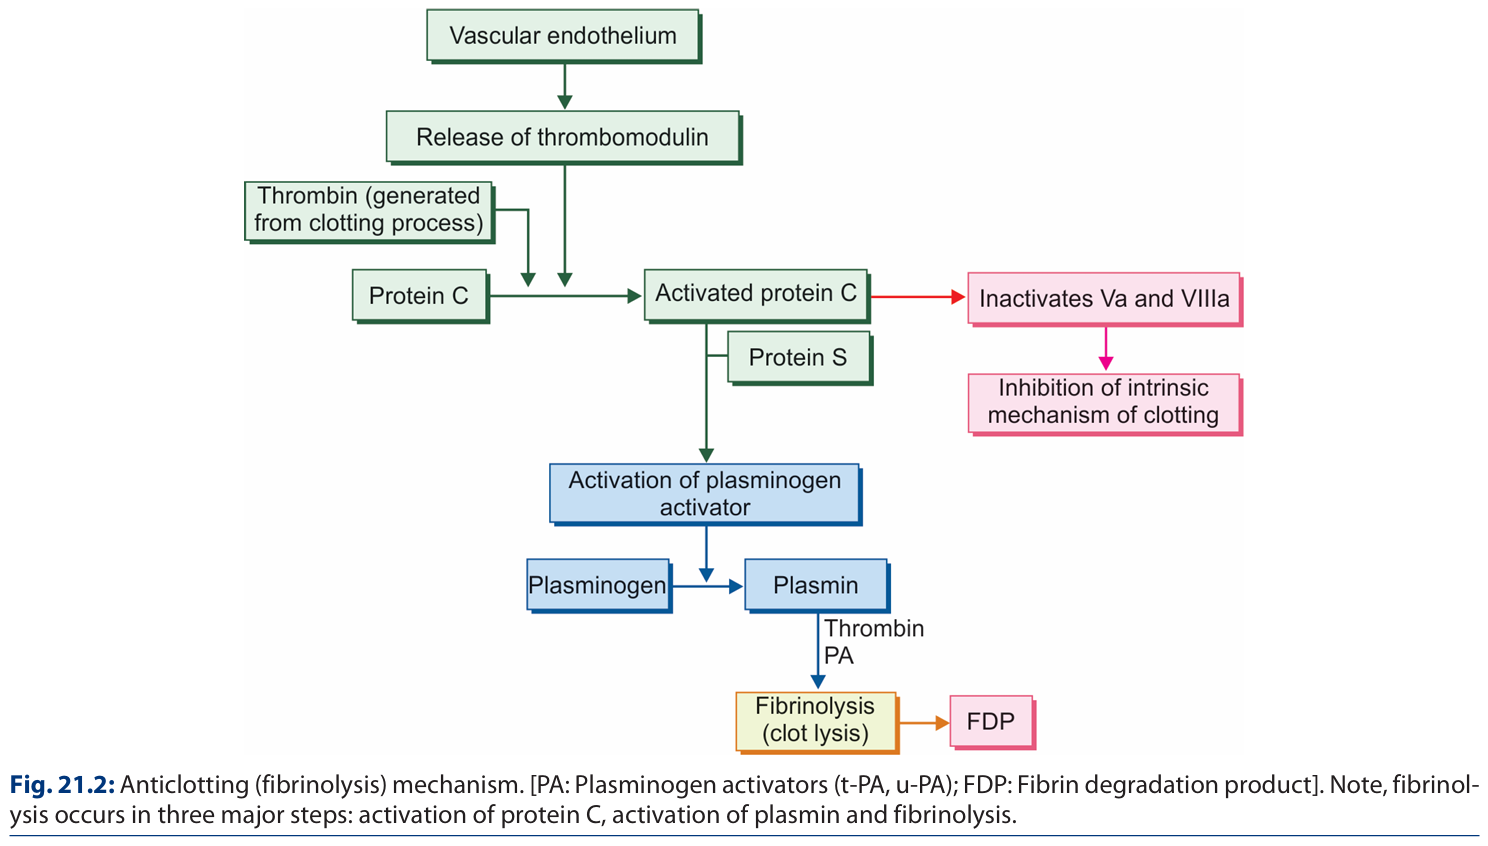 Vascular endothelium
Release of thrombomodulin
Thrombin (generated
from clotting process)
Protein C
Activated protein C
Inactivates Va and VIIIa
Protein S
Inhibition of intrinsic
mechanism of clotting
Activation of plasminogen
activator
Plasminogen
Plasmin
Thrombin
PA
Fibrinolysis
(clot lysis)
FDP
Fig. 21.2: Anticlotting (fibrinolysis) mechanism. [PA: Plasminogen activators (t-PA, u-PA); FDP: Fibrin degradation product]. Note, fibrinol-
ysis occurs in three major steps: activation of protein C, activation of plasmin and fibrinolysis.